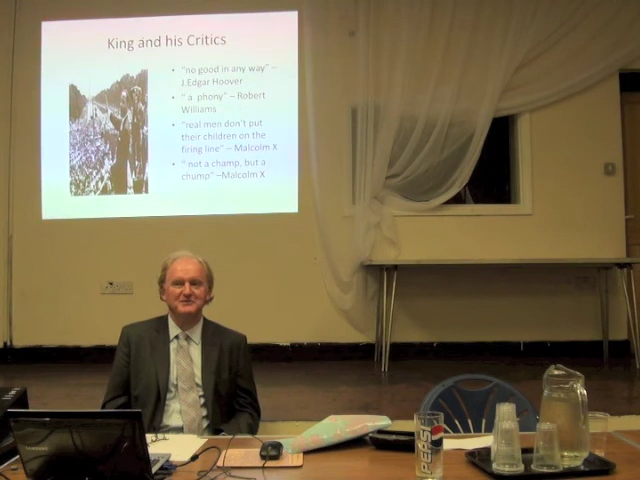 King and his Critics
• "no good in any way" –
J.Edgar Hoover
• " a phony" – Robert
Williams
• "real men don't put
their children on the
firing line" – Malcolm X
• " not a champ, but a
chump" –Malcolm X
SAMSUNG
PEPSI